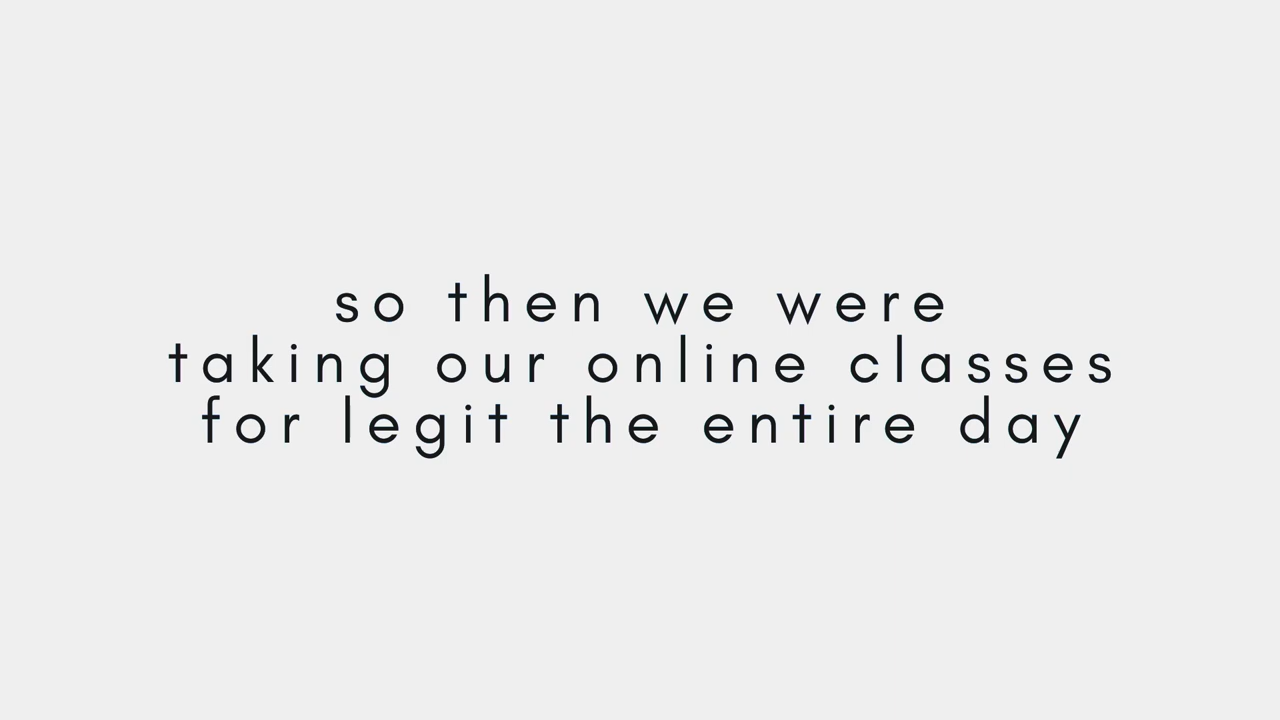 so then we were
taking our online classes
for legit the entire day